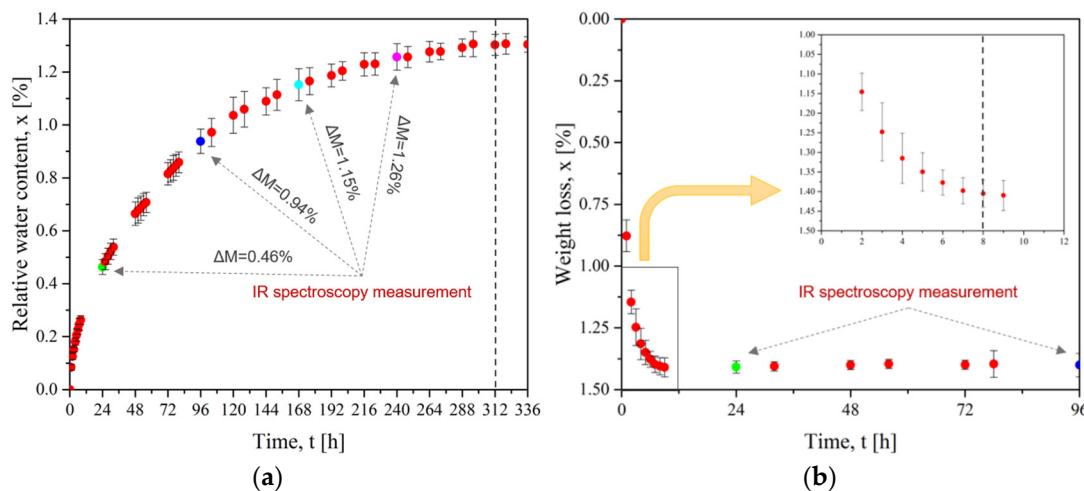 1.4
1.2
1.0
0.8
0.6
0.4
0.2
0.0
Relative water content, x [%]
ΔM=0.46%
ΔM=0.94%
ΔM=1.15%
ΔM=1.26%
IR spectroscopy measurement
0 24 48 72 96 120 144 168 192 216 240 264 288 312 336
Time, t [h]
(a)
0.00
0.25
0.50
0.75
1.00
1.25
1.50
Weight loss, x [%]
1.00
1.05
1.10
1.15
1.20
1.25
1.30
1.35
1.40
1.45
1.50
0 2 4 6 8 10 12
IR spectroscopy measurement
0 24 48 72 96
Time, t [h]
(b)